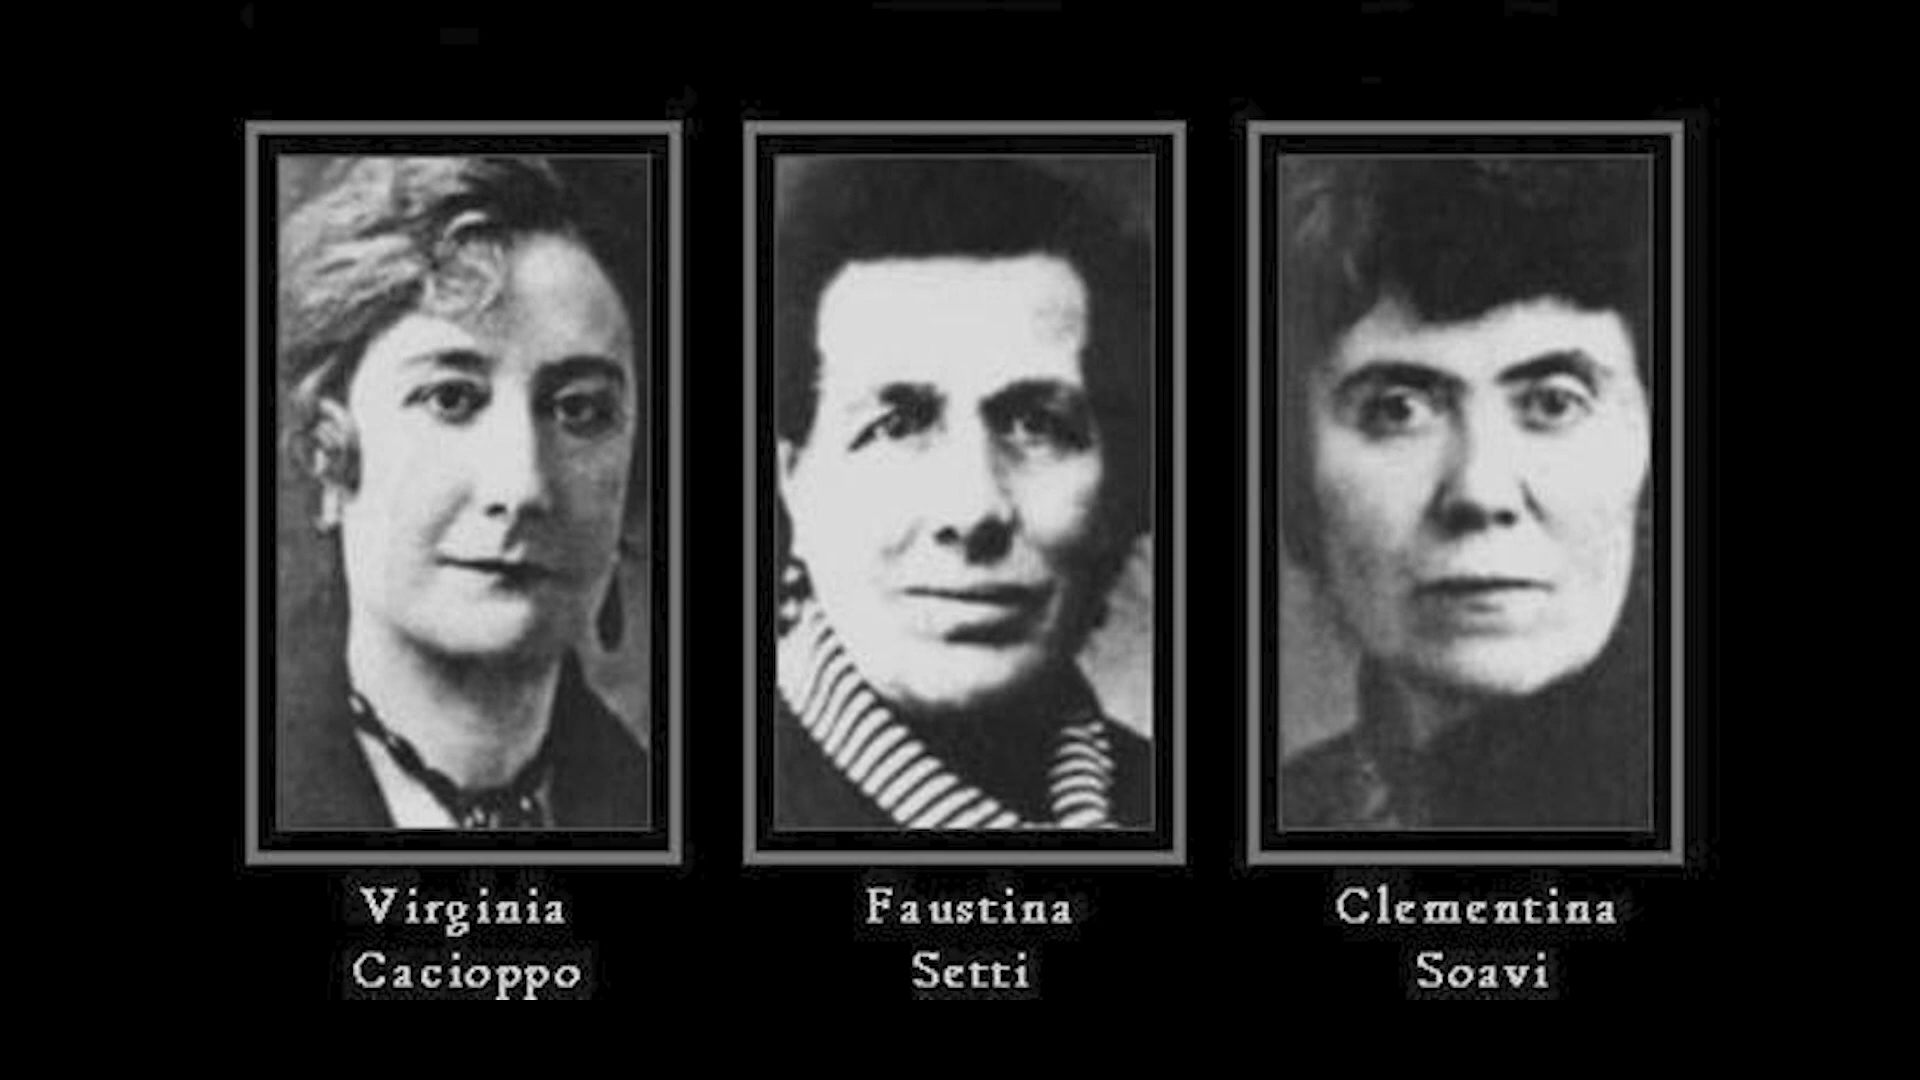 Virginia
Cacioppo
Faustina
Setti
Clementina
Soavi